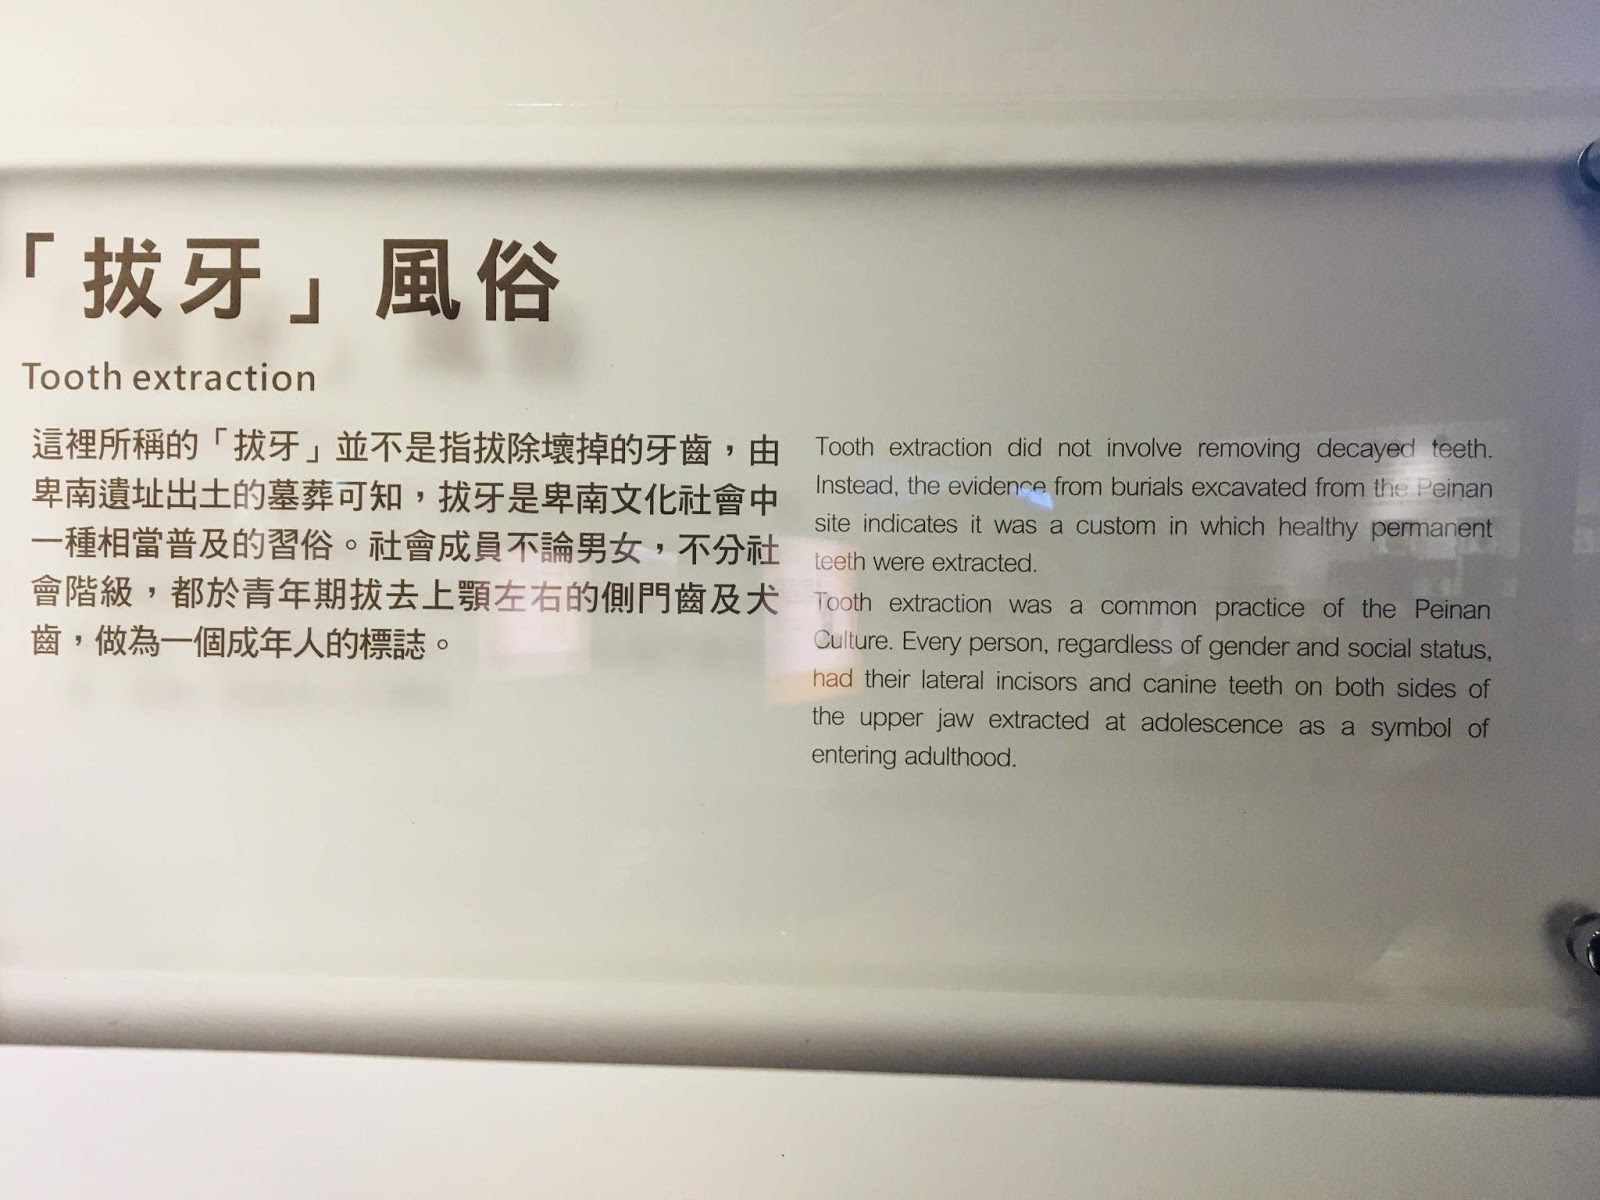 「拔牙」風俗
Tooth extraction
這裡所稱的「拔牙」並不是指拔除壞掉的牙齒，由
卑南遺址出土的墓葬可知，拔牙是卑南文化社會中
一種相當普及的習俗。社會成員不論男女，不分社
會階級，都於青年期拔去上顎左右的側門齒及犬
齒，做為一個成年人的標誌。
Tooth extraction did not involve removing decayed teeth.
Instead, the evidence from burials excavated from the Peinan
site indicates it was a custom in which healthy permanent
teeth were extracted.
Tooth extraction was a common practice of the Peinan
Culture. Every person, regardless of gender and social status,
had their lateral incisors and canine teeth on both sides of
the upper jaw extracted at adolescence as a symbol of
entering adulthood.